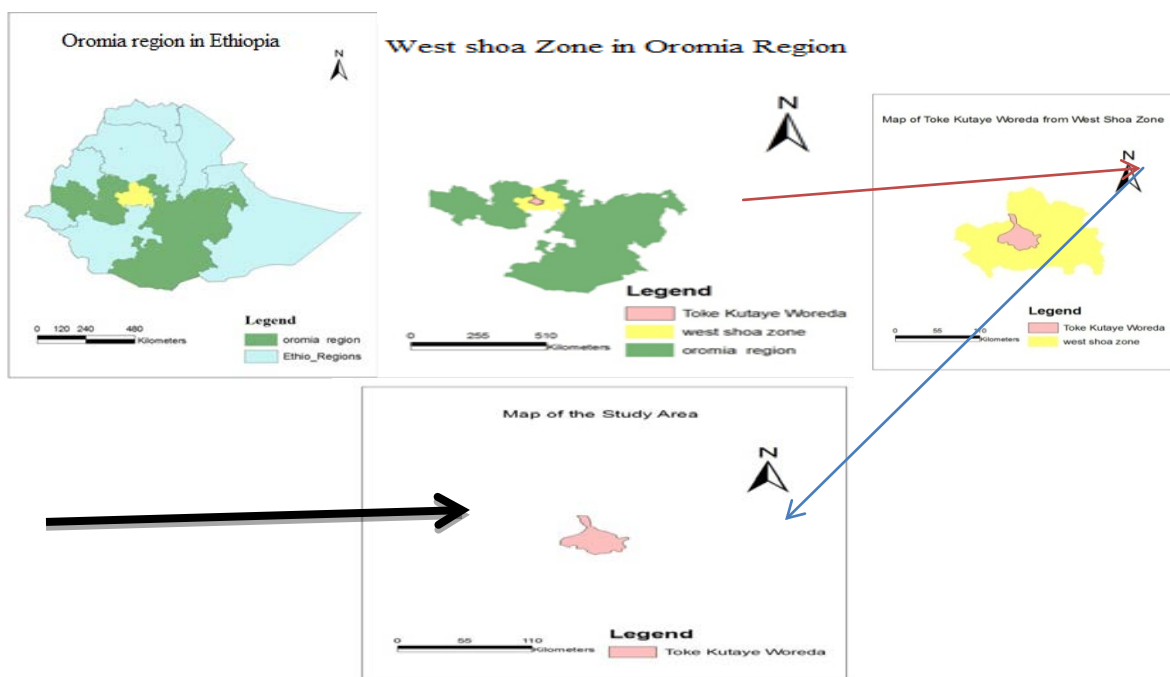 Oromia region in Ethiopia
N
0 120 240 480
Kilometers
Legend
oromia region
Ethio_Regions
West shoa Zone in Oromia Region
N
0 255 510
Kilometers
Legend
Toke Kutaye Woreda
west shoa zone
oromia region
Map of Toke Kutaye Woreda from West Shoa Zone
N
0 55 110
Kilometers
Legend
Toke Kutaye Woreda
west shoa zone
Map of the Study Area
N
0 55 110
Kilometers
Legend
Toke Kutaye Woreda